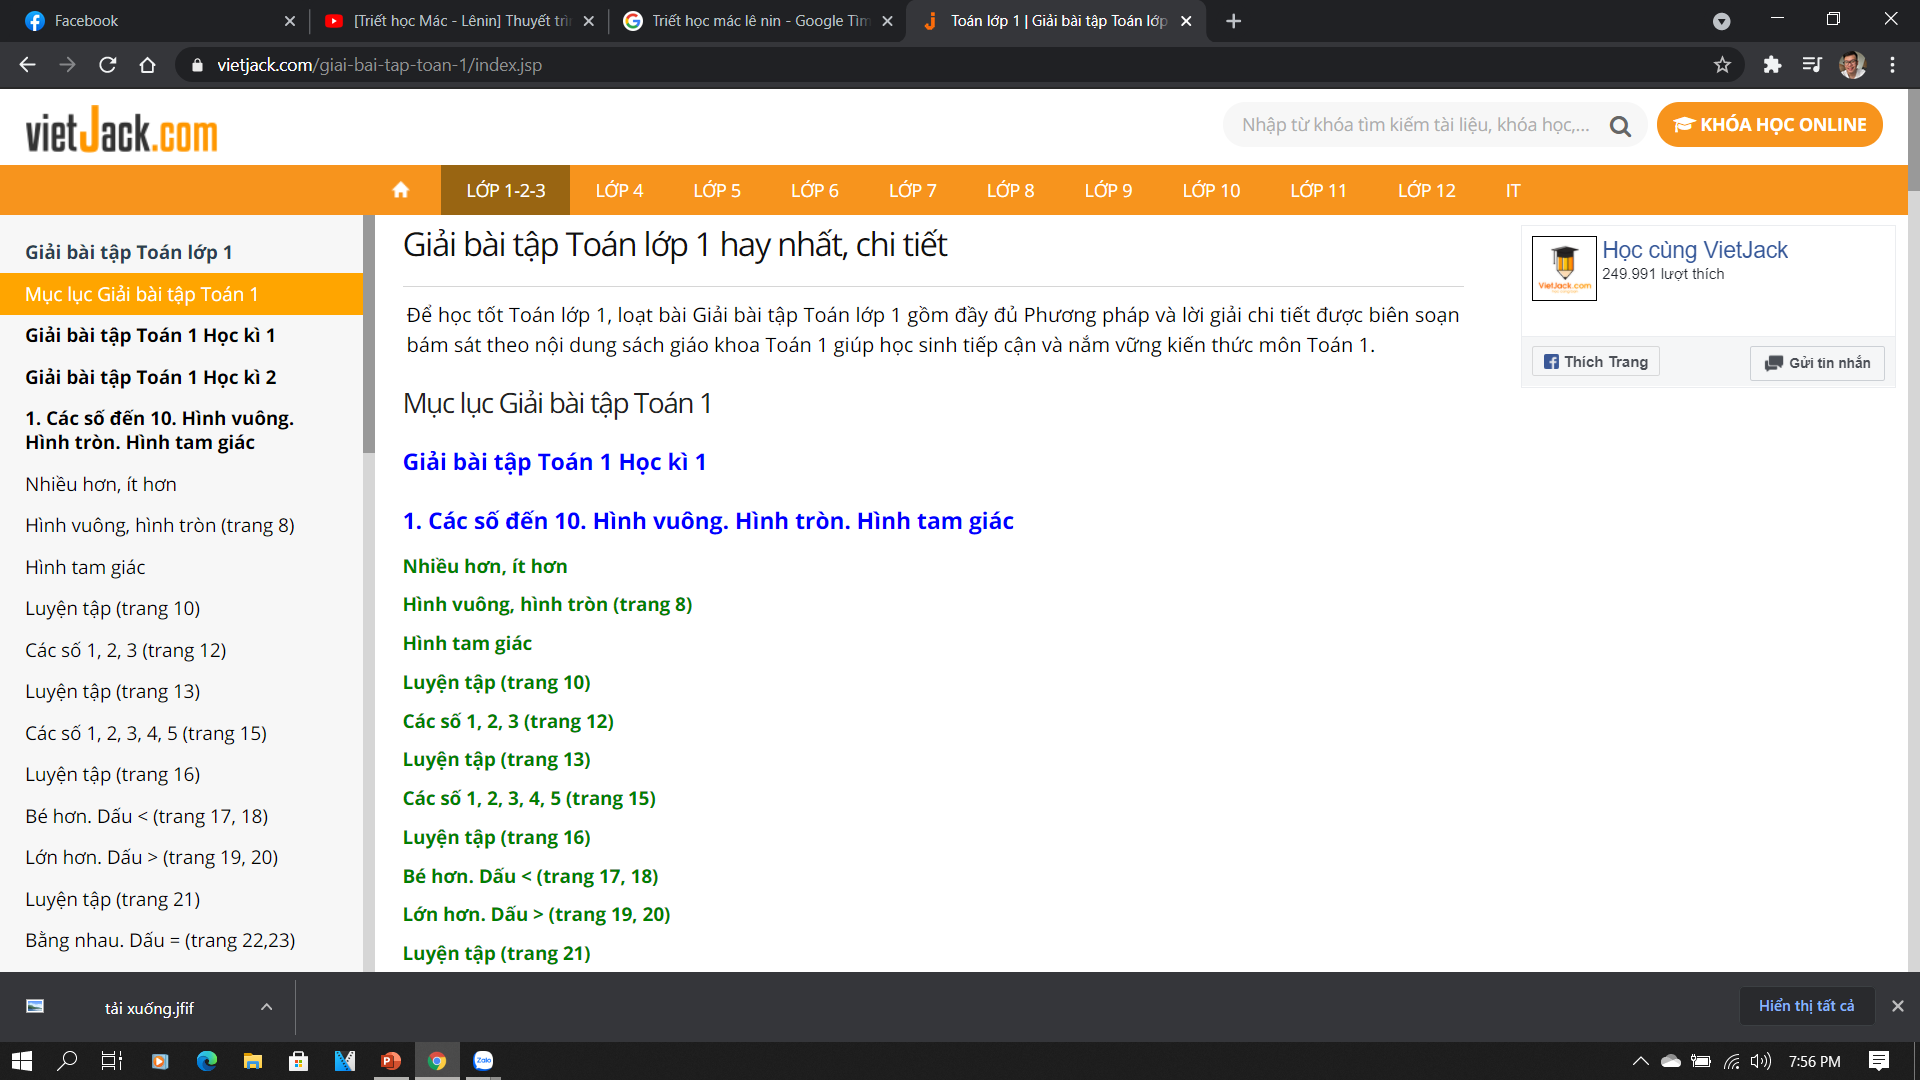 Facebook
[Triết học Mác - Lênin] Thuyết trì
Triết học mác lê nin - Google Tìm
Toán lớp 1 | Giải bài tập Toán lớp
vietjack.com/giai-bai-tap-toan-1/index.jsp
vietJack.com
Nhập từ khóa tìm kiếm tài liệu, khóa học,...
KHÓA HỌC ONLINE
LỚP 1-2-3
LỚP 4
LỚP 5
LỚP 6
LỚP 7
LỚP 8
LỚP 9
LỚP 10
LỚP 11
LỚP 12
IT
Giải bài tập Toán lớp 1
Mục lục Giải bài tập Toán 1
Giải bài tập Toán 1 Học kì 1
Giải bài tập Toán 1 Học kì 2
1. Các số đến 10. Hình vuông.
Hình tròn. Hình tam giác
Nhiều hơn, ít hơn
Hình vuông, hình tròn (trang 8)
Hình tam giác
Luyện tập (trang 10)
Các số 1, 2, 3 (trang 12)
Luyện tập (trang 13)
Các số 1, 2, 3, 4, 5 (trang 15)
Luyện tập (trang 16)
Bé hơn. Dấu < (trang 17, 18)
Lớn hơn. Dấu > (trang 19, 20)
Luyện tập (trang 21)
Bằng nhau. Dấu = (trang 22,23)
Giải bài tập Toán lớp 1 hay nhất, chi tiết
Để học tốt Toán lớp 1, loạt bài Giải bài tập Toán lớp 1 gồm đầy đủ Phương pháp và lời giải chi tiết được biên soạn
bám sát theo nội dung sách giáo khoa Toán 1 giúp học sinh tiếp cận và nắm vững kiến thức môn Toán 1.
Mục lục Giải bài tập Toán 1
Giải bài tập Toán 1 Học kì 1
1. Các số đến 10. Hình vuông. Hình tròn. Hình tam giác
Nhiều hơn, ít hơn
Hình vuông, hình tròn (trang 8)
Hình tam giác
Luyện tập (trang 10)
Các số 1, 2, 3 (trang 12)
Luyện tập (trang 13)
Các số 1, 2, 3, 4, 5 (trang 15)
Luyện tập (trang 16)
Bé hơn. Dấu < (trang 17, 18)
Lớn hơn. Dấu > (trang 19, 20)
Luyện tập (trang 21)
VietJack.com
Học cùng VietJack
249.991 lượt thích
Thích Trang
Gửi tin nhắn
tải xuống.jfif
Hiển thị tất cả
Zalo
7:56 PM